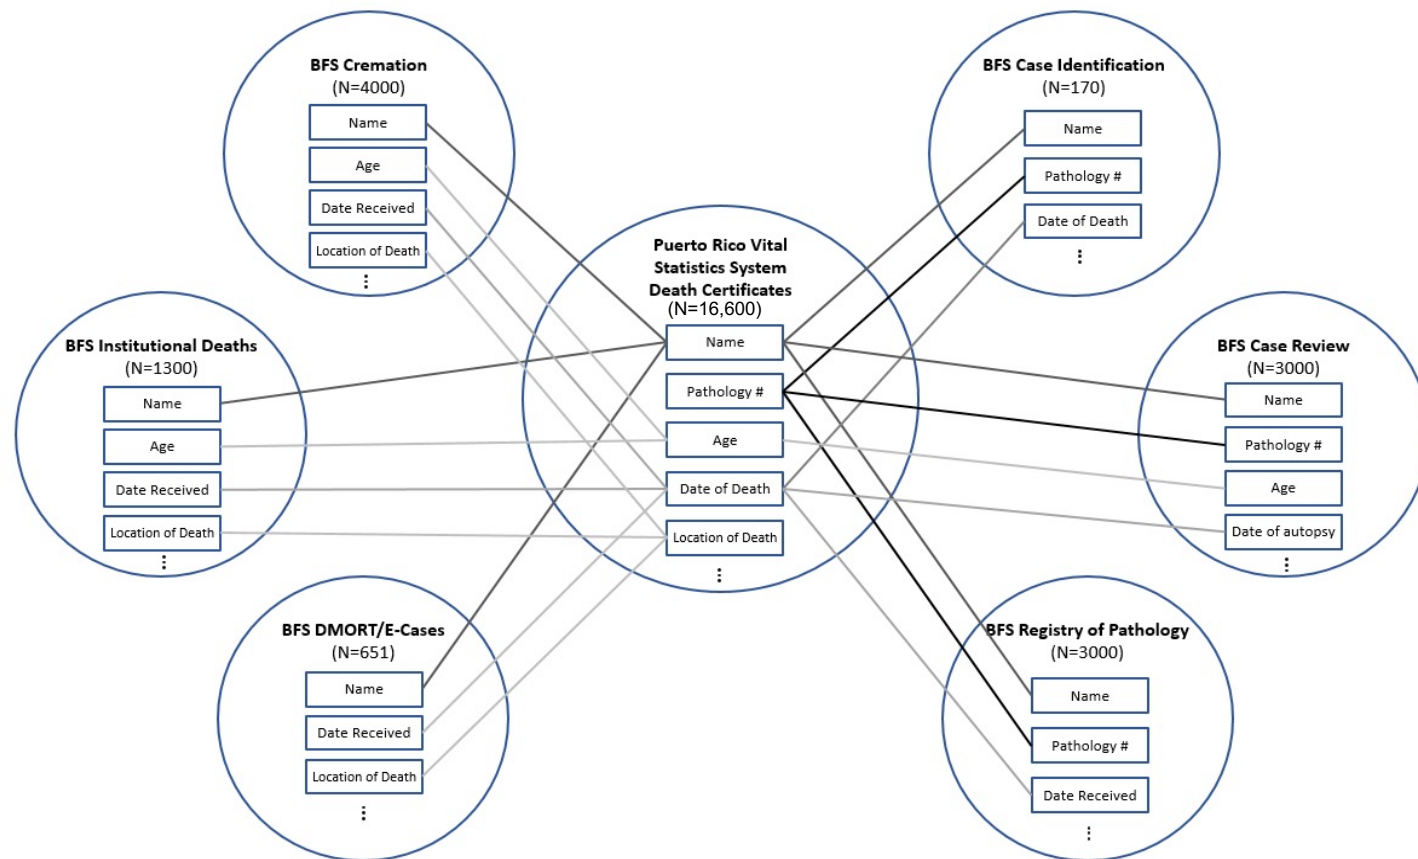 BFS Cremation
(N=4000)
Name
Age
Date Received
Location of Death
⋮
BFS Institutional Deaths
(N=1300)
Name
Age
Date Received
Location of Death
⋮
BFS DMORT/E-Cases
(N=651)
Name
Date Received
Location of Death
⋮
Puerto Rico Vital
Statistics System
Death Certificates
(N=16,600)
Name
Pathology #
Age
Date of Death
Location of Death
⋮
BFS Case Identification
(N=170)
Name
Pathology #
Date of Death
⋮
BFS Case Review
(N=3000)
Name
Pathology #
Age
Date of autopsy
⋮
BFS Registry of Pathology
(N=3000)
Name
Pathology #
Date Received
⋮